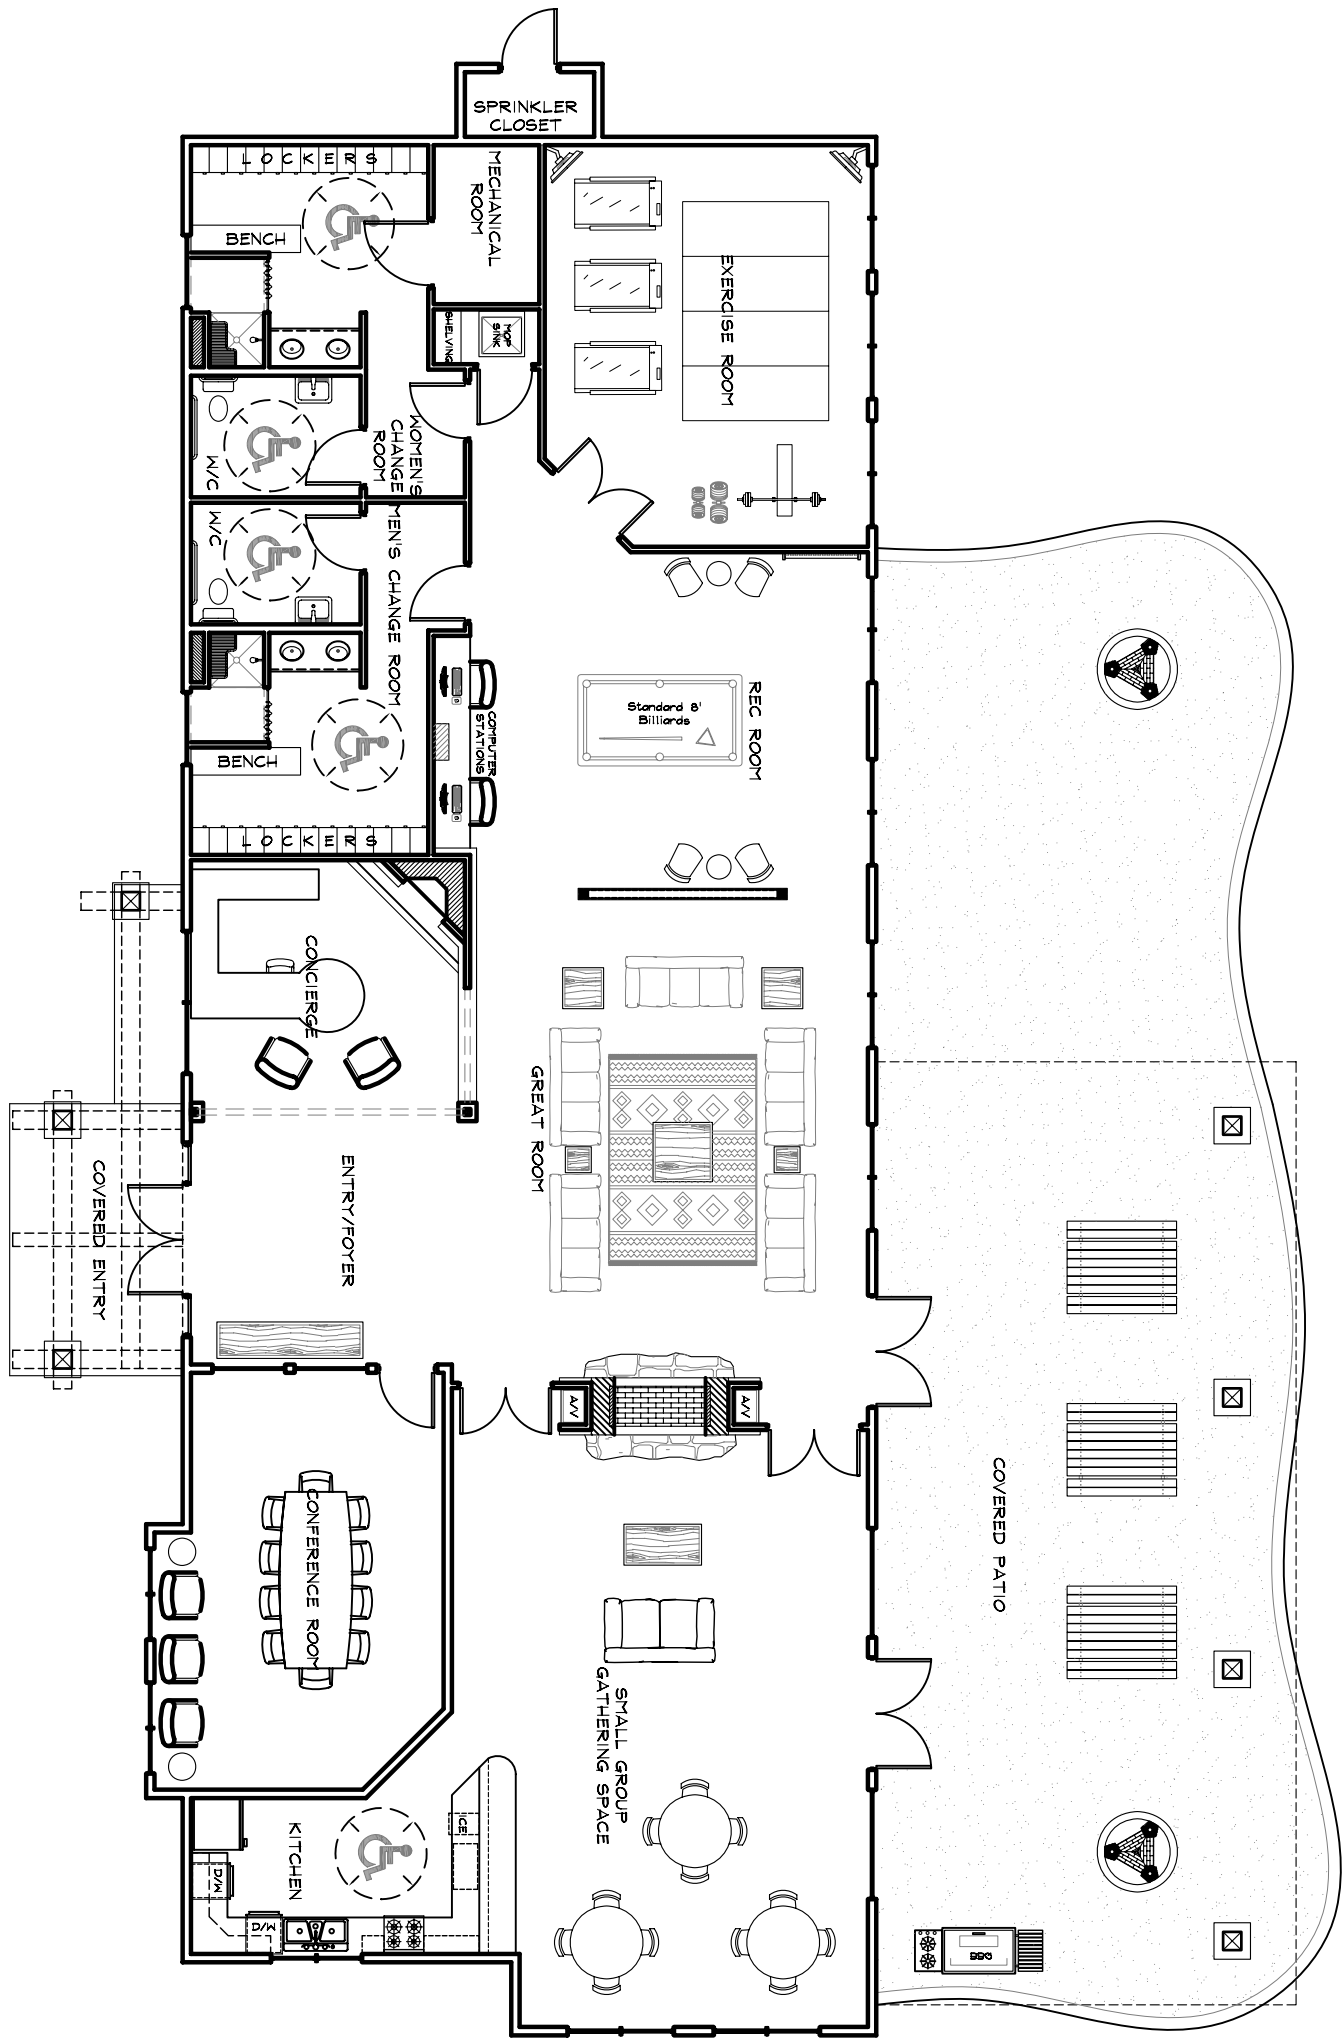 SPRINKLER
CLOSET
LOCKERS
MECHANICAL
ROOM
BENCH
EXERCISE ROOM
SHELVING
MOP
SINK
WOMEN'S
CHANGE
ROOM
W/C
W/C
MEN'S CHANGE ROOM
COMPUTER
STATIONS
Standard 8'
Billiards
REC ROOM
BENCH
LOCKERS
CONCIERGE
GREAT ROOM
ENTRY/FOYER
COVERED ENTRY
A/V
A/V
CONFERENCE ROOM
COVERED PATIO
SMALL GROUP
GATHERING SPACE
ICE
KITCHEN
D/W
D/W
BBQ